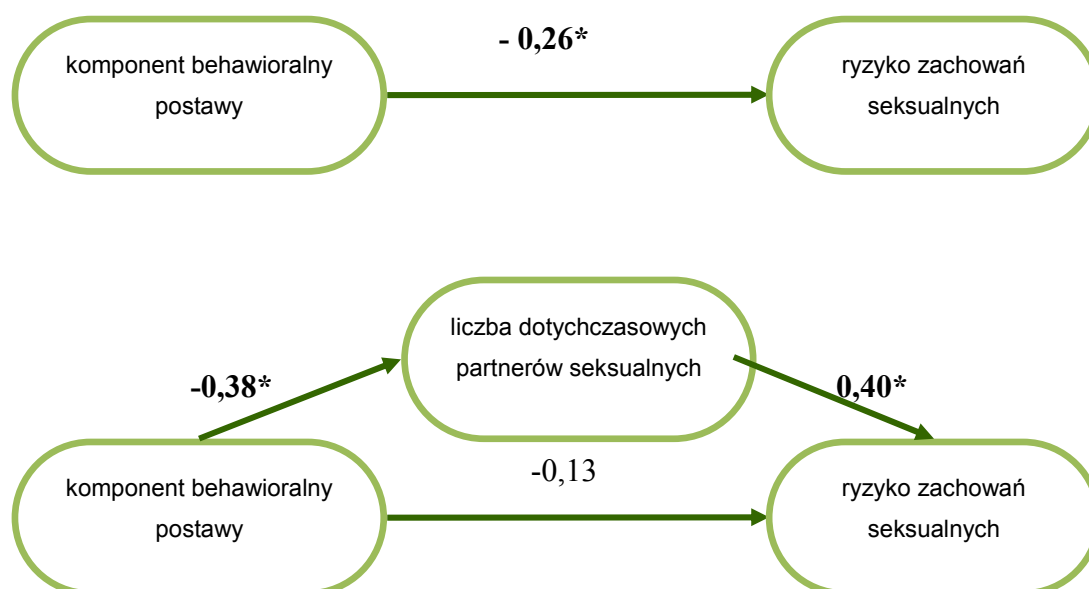 - 0,26*
komponent behawioralny
postawy
ryzyko zachowań
seksualnych
liczba dotychczasowych
partnerów seksualnych
-0,38*
0,40*
-0,13
komponent behawioralny
postawy
ryzyko zachowań
seksualnych